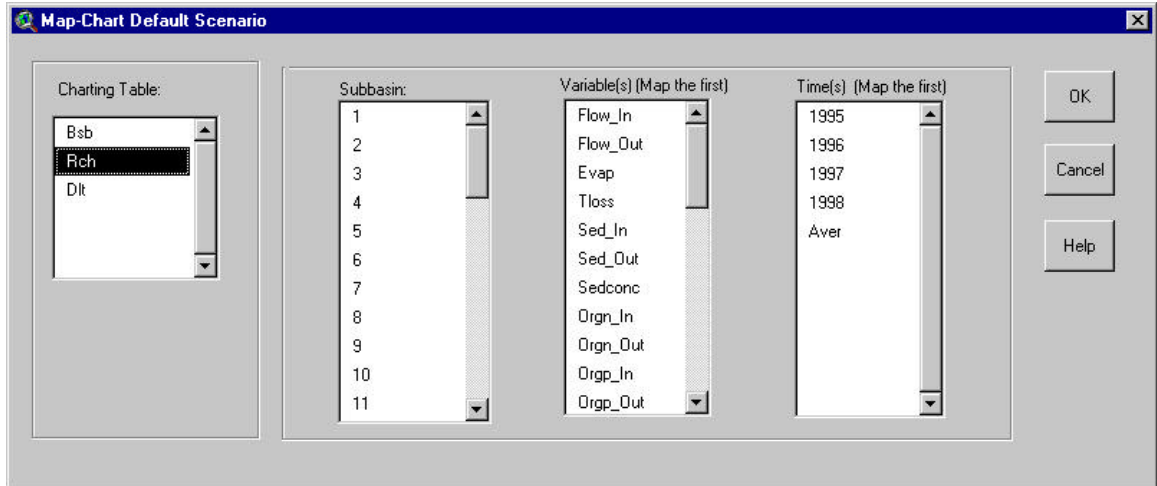 Map-Chart Default Scenario
Charting Table:
Bsb
Rch
Dlt
Subbasin:
1
2
3
4
5
6
7
8
9
10
11
Variable(s) (Map the first)
Flow_In
Flow_Out
Evap
Tloss
Sed_In
Sed_Out
Sedconc
Orgn_In
Orgn_Out
Orgp_In
Orgp_Out
Time(s) (Map the first)
1995
1996
1997
1998
Aver
OK
Cancel
Help